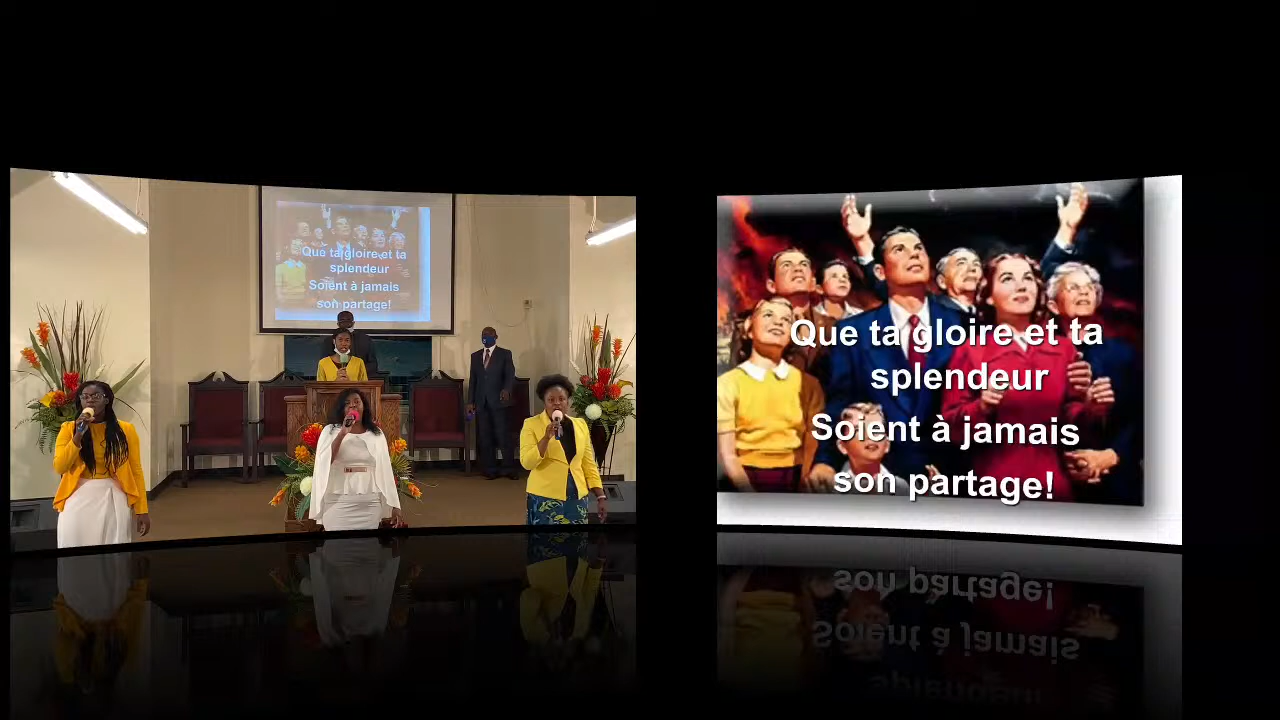 Que ta gloire et ta
splendeur
Soient à jamais
son partage!
Que ta gloire et ta
splendeur
Soient à jamais
son partage!